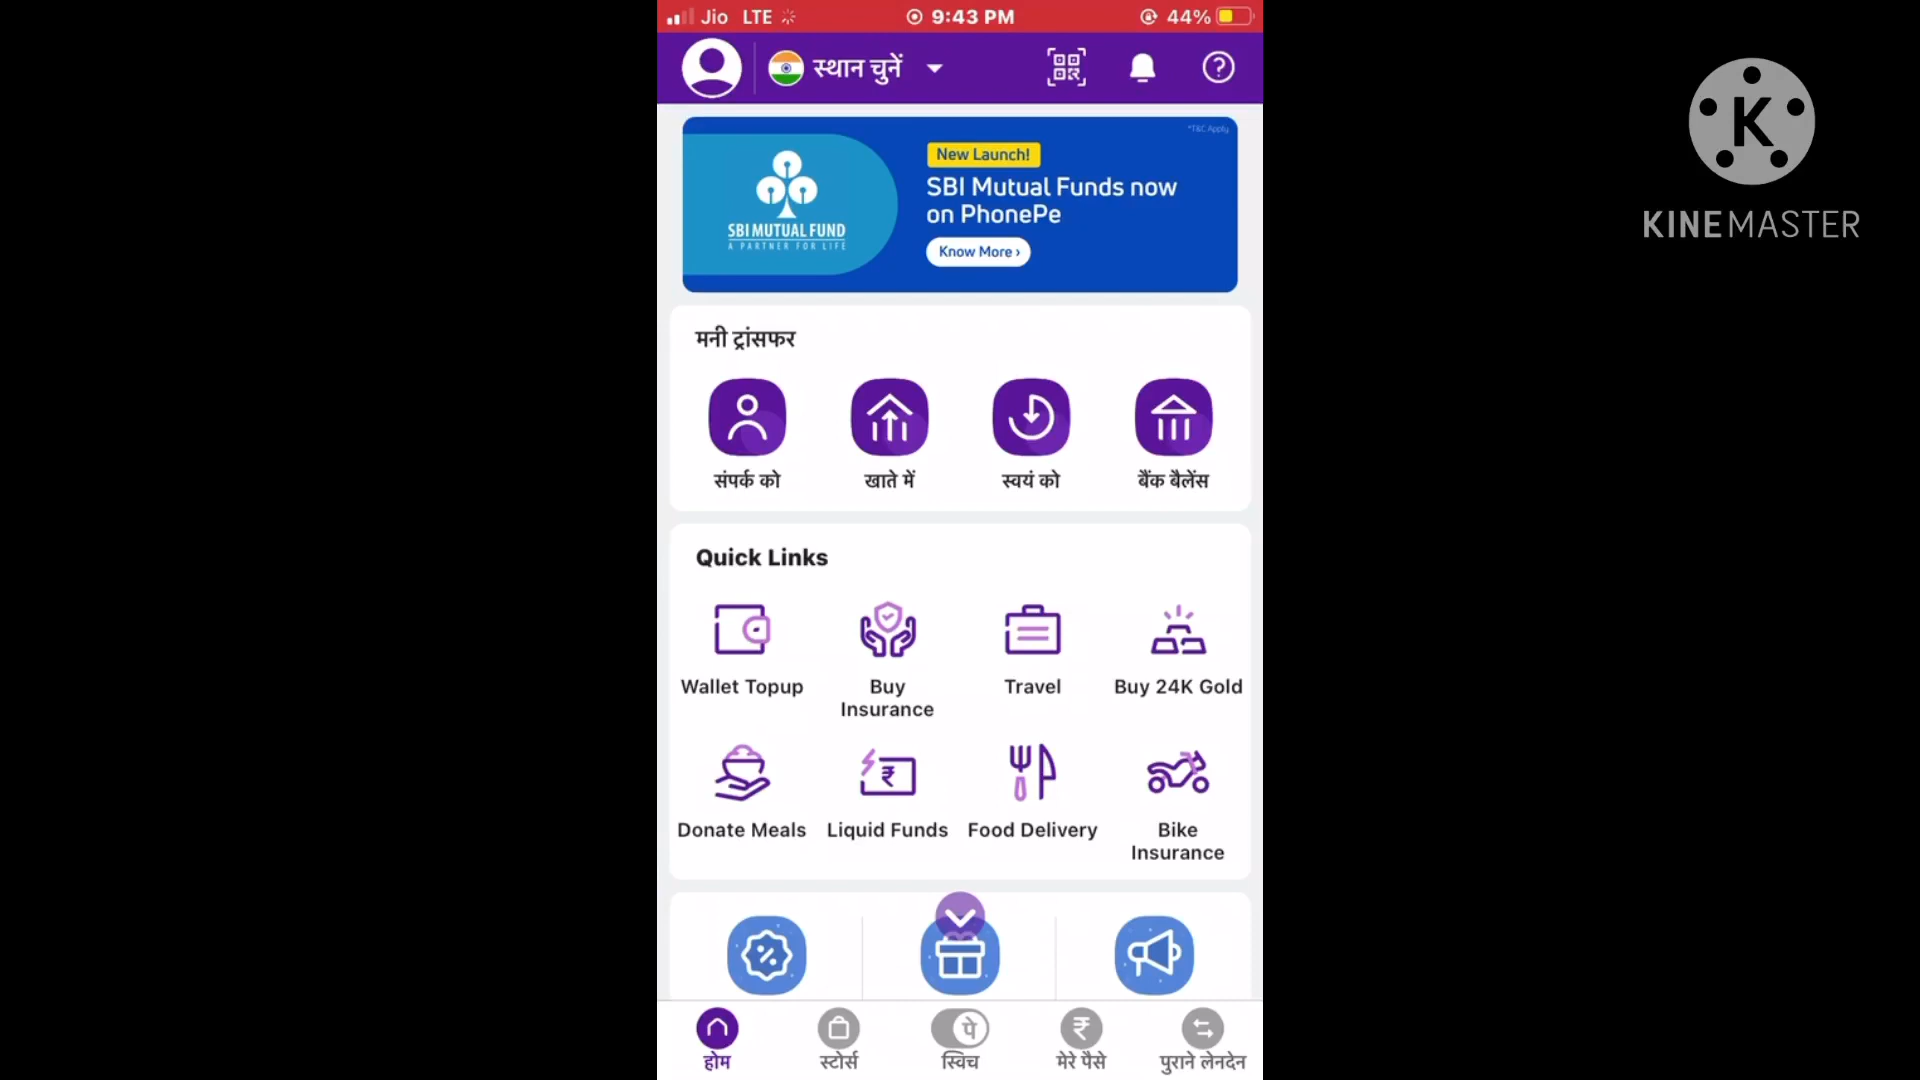 Jio LTE 9:43 PM 44%
स्थान चुनें
*T&C Apply
New Launch!
SBI Mutual Funds now
on PhonePe
Know More ›
SBI MUTUAL FUND
A PARTNER FOR LIFE
K
KINEMASTER
मनी ट्रांसफर
संपर्क को
खाते में
स्वयं को
बैंक बैलेंस
Quick Links
Wallet Topup
Buy
Insurance
Travel
Buy 24K Gold
Donate Meals
Liquid Funds
Food Delivery
Bike
Insurance
पे
होम
स्टोर्स
स्विच
मेरे पैसे
पुराने लेनदेन